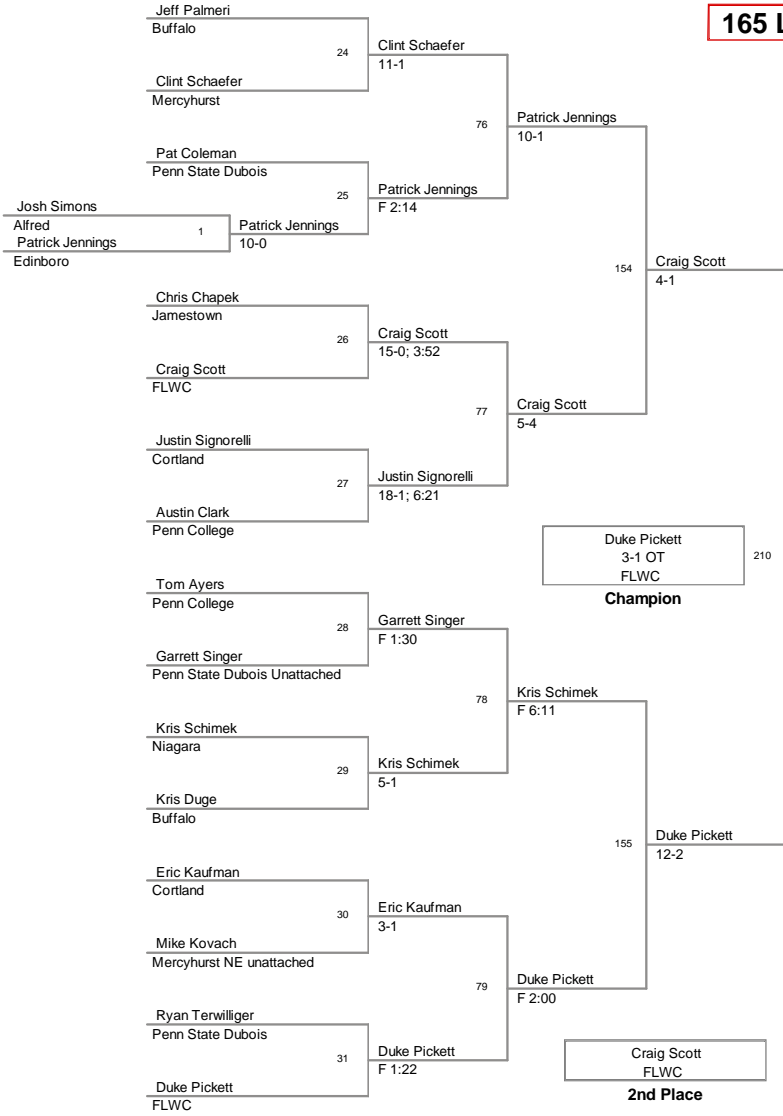 165 L
Jeff Palmeri
Buffalo
24
Clint Schaefer
11-1
Clint Schaefer
Mercyhurst
76
Patrick Jennings
10-1
Pat Coleman
Penn State Dubois
25
Patrick Jennings
F 2:14
Josh Simons
Alfred
1
Patrick Jennings
10-0
Patrick Jennings
Edinboro
154
Craig Scott
4-1
Chris Chapek
Jamestown
26
Craig Scott
15-0; 3:52
Craig Scott
FLWC
77
Craig Scott
5-4
Justin Signorelli
Cortland
27
Justin Signorelli
18-1; 6:21
Austin Clark
Penn College
Duke Pickett
3-1 OT
FLWC
210
Champion
Tom Ayers
Penn College
28
Garrett Singer
F 1:30
Garrett Singer
Penn State Dubois Unattached
78
Kris Schimek
F 6:11
Kris Schimek
Niagara
29
Kris Schimek
5-1
Kris Duge
Buffalo
155
Duke Pickett
12-2
Eric Kaufman
Cortland
30
Eric Kaufman
3-1
Mike Kovach
Mercyhurst NE unattached
79
Duke Pickett
F 2:00
Ryan Terwilliger
Penn State Dubois
31
Duke Pickett
F 1:22
Duke Pickett
FLWC
Craig Scott
FLWC
2nd Place